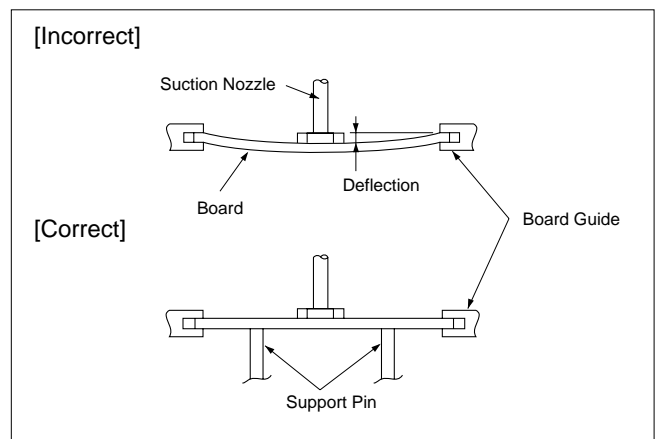 [Incorrect]
Suction Nozzle
Deflection
Board
Board Guide
[Correct]
Support Pin